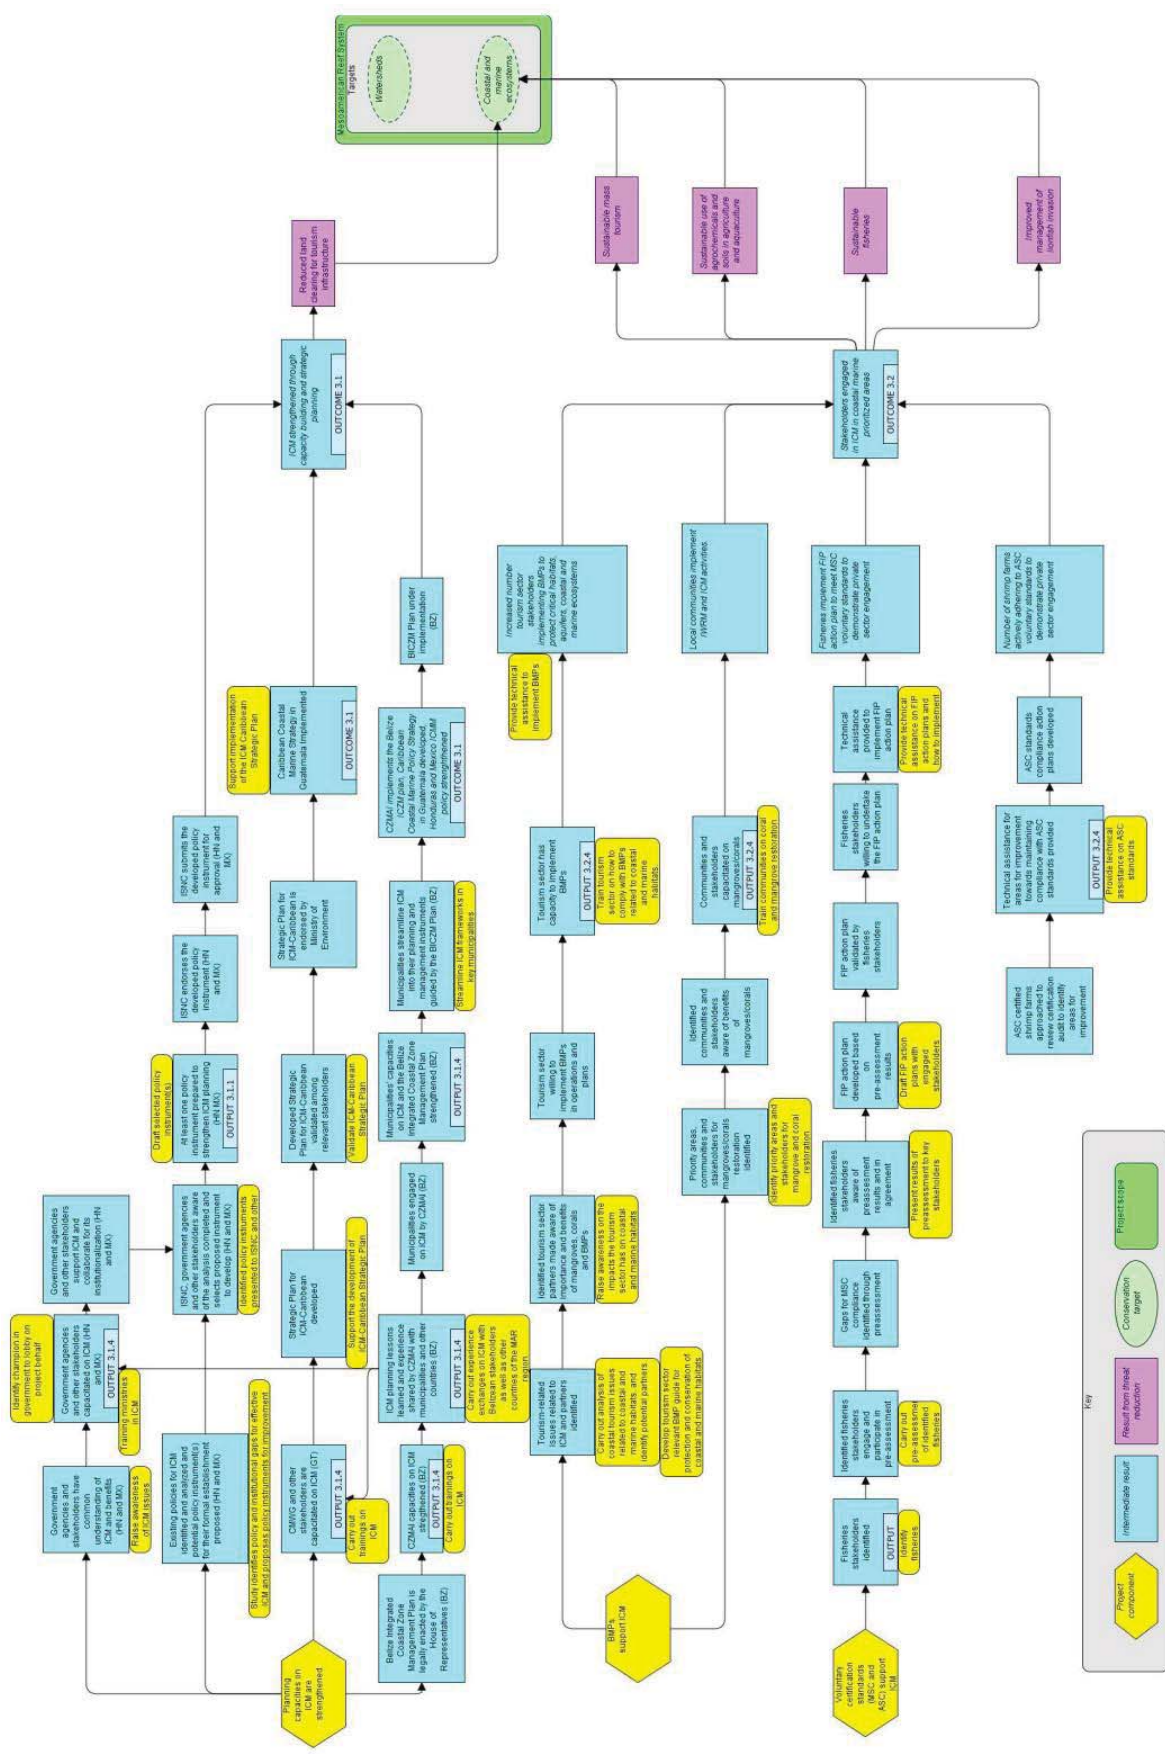 Planning
capacities on
ICM are
strengthened
Government
agencies and
stakeholders have
common
understanding of
ICM and benefits
(HN and MX)
Raise awareness
of ICM issues
Identify champion in
government to lobby on
project behalf
Government agencies
and other stakeholders
capacitated on ICM (HN
and MX)
OUTPUT 3.1.4
Training ministries
in ICM
Government agencies
and other stakeholders
support ICM and
collaborate for its
institutionalization (HN
and MX)
Existing policies for ICM
identified and analyzed and
potential policy instrument(s)
for their formal establishment
proposed (HN and MX)
Study identifies policy and institutional gaps for effective
ICM and proposas policy instruments for improvement
ISNC, government agencies
and other stakeholders aware
of the analysis completed and
selects proposed instrument
to develop (HN and MX)
Identified policy instruments
presented to ISNC and other
Draft selected policy
insstument(s)
At least one policy
instrument prepared to
strengthen ICM planning
(HN MX)
OUTPUT 3.1.1
ISNC endorses the
developed policy
instrument (HN
and MX)
ISNC submits the
developed policy
instrument for
approval (HN and
MX)
CMWG and other
stakeholders are
capacitated on ICM (GT)
OUTPUT 3.1.4
Carry out
trainings on
ICM
Strategic Plan for
ICM-Caribbean
developed
Support the development of
ICM-Caribbean Strategic Plan
Developed Strategic
Plan for ICM-Caribbean
validated among
relevant stakeholders
Validate ICM-Caribbean
Strategic Plan
Strategic Plan for
ICM-Caribbean is
endorsed by
Ministry of
Environment
Support implementation
of the ICM-Caribbean
Strategic Plan
Caribbean Coastal
Marine Strategy in
Guatemala Implemented
OUTCOME 3.1
ICM strengthened through
capacity building and strategic
planning
OUTCOME 3.1
Reduced land
clearing for tourism
infrastructure
Belize Integrated
Coastal Zone
Management Plan is
legally enacted by the
House of
Representatives (BZ)
CZMAI capacities on ICM
stregthened (BZ)
OUTPUT 3.1.4
Carry out trainings on
ICM
ICM planning lessons
learned and experience
shared by CZMAI with
municipalities and other
countries (BZ)
OUTPUT 3.1.4
Carry out experience
exchanges on ICM with
Belizean stakeholders
as well as other
countries of the MAR
region
Municipalities engaged
on ICM by CZMAI (BZ)
Municipalities' capacities
on ICM and the Belize
Integrated Coastal Zone
Management Plan
strengthened (BZ)
OUTPUT 3.1.4
Municipalities streamline ICM
into their planning and
management instruments
guided by the BICZM Plan (BZ)
Streamline ICM frameworks in
key municipalities
CZMAI implements the Belize
ICZM plan, Caribbean
Coastal Marine Policy Strategy
in Guatemala developed,
Honduras and Mexico ICMM
policy strenghthened
OUTCOME 3.1
BICZM Plan under
implementation
(BZ)
Mesoamerican Reef System
Targets
Watersheds
Coastal and
marine
ecosystems
BMPs
support ICM
Tourism-related
issues related to
ICM and partners
identified
Carry out analysis of
coastal tourism issues
related to coastal and
marine habitats, and
identify potential partners
Develop tourism sector
relevant BMP guide for
protection and conservation of
coastal and marine habitats.
Identified tourism sector
partners made aware of
importance and benefits
of mangroves, corals
and BMPs
Raise awareness on the
impacts the tourism
sector has on coastal
and marine habitats
Tourism sector
willing to
implement BMPs
in operations and
plans
Tourism sector has
capacity to implement
BMPs
OUTPUT 3.2.4
Train tourism
sector on how to
comply with BMPs
related to coastal
and marine
habitats.
Provide technical
assistance to
implement BMPs
Increased number
tourism sector
stakeholders
implementing BMPs to
protect critical habitats,
aquifers, coastal and
marine ecosystems
Priority areas,
communities and
stakeholders for
mangroves/corals
restoration
identified
Identify priority areas and
stakeholders for
mangrove and coral
restoration
Identified
communities and
stakeholders
aware of benefits
of
mangroves/corals
Communities and
stakeholders
capacitated on
mangroves/corals
OUTPUT 3.2.4
Train communities on coral
and mangrove restoration
Local communities implement
IWRM and ICM activities.
Voluntary
certification
standards
(MSC and
ASC) support
ICM
Fisheries
stakeholders
identified
OUTPUT
Identify
fisheries
Identified fisheries
stakeholders
engage and
participate in
pre-assessment
Carry out
pre-assessmen
of identified
fisheries
Gaps for MSC
compliance
identified through
preassessment
Identified fisheries
stakeholders
aware of
preassessment
results and in
agreement
Present results of
preassessment to key
stakeholders
FIP action plan
developed based
on
pre-assessment
results
Draft FIP action
plans with
engaged
stakeholders
FIP action plan
validated by
fisheries
stakeholders
Fisheries
stakeholders
willing to undertake
the FIP action plan
Technical
assistance
provided to
implement FIP
action plan
Provide technical
assistance on FIP
action plans and
how to implement
Fisheries implement FIP
action plan to meet MSC
voluntary standards to
demonstrate private
sector engagement
Stakeholders engaged
in ICM in coastal marine
prioritized areas
OUTCOME 3.2
Sustainable mass
tourism
Sustainable use of
agrochemicals and
soils in agriculture
and aquaculture
Sustainable
fisheries
Improved
management of
lionfish invasion
ASC certified
shrimp farms
approached to
review certification
audit to identify
areas for
improvement
Technical assistance for
areas for improvement
towards maintaining
compliance with ASC
standards provided
OUTPUT 3.2.4
Provide technical
assistance on ASC
standards
ASC standards
compliance action
plans developed
Number of shrimp farms
actively adhering to ASC
voluntary standards to
demonstrate private
sector engagement
Key
Project
component
Intermediate result
Result from threat
reduction
Conservation
target
Project scope